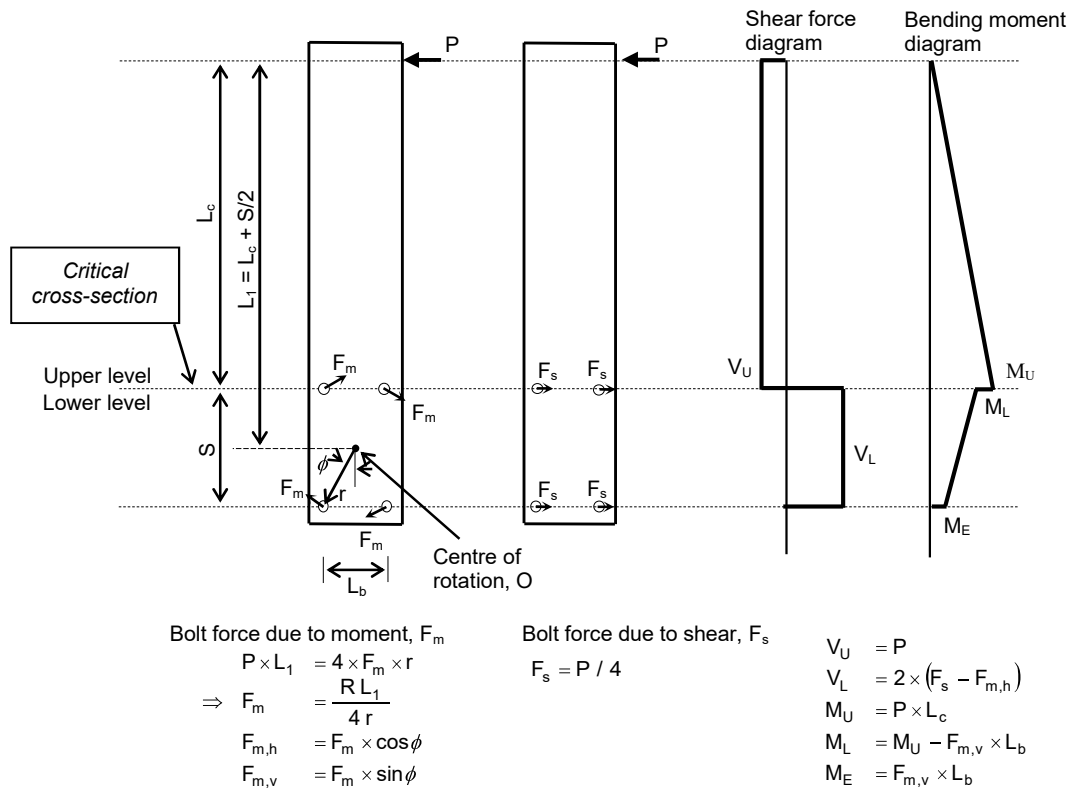 Shear force
diagram
Bending moment
diagram
P
P
L_c
L_1 = L_c + S/2
Critical
cross-section
F_m
F_s
F_s
V_U
M_U
Upper level
Lower level
F_m
M_L
S
V_L
ϕ
F_m
r
F_s
F_s
F_m
M_E
Centre of
rotation, O
L_b
Bolt force due to moment, F_m
P × L_1 = 4 × F_m × r
⇒ F_m = R L_1 / 4 r
F_m,h = F_m × cosϕ
F_m,v = F_m × sinϕ
Bolt force due to shear, F_s
F_s = P / 4
V_U = P
V_L = 2 × (F_s − F_m,h)
M_U = P × L_c
M_L = M_U − F_m,v × L_b
M_E = F_m,v × L_b